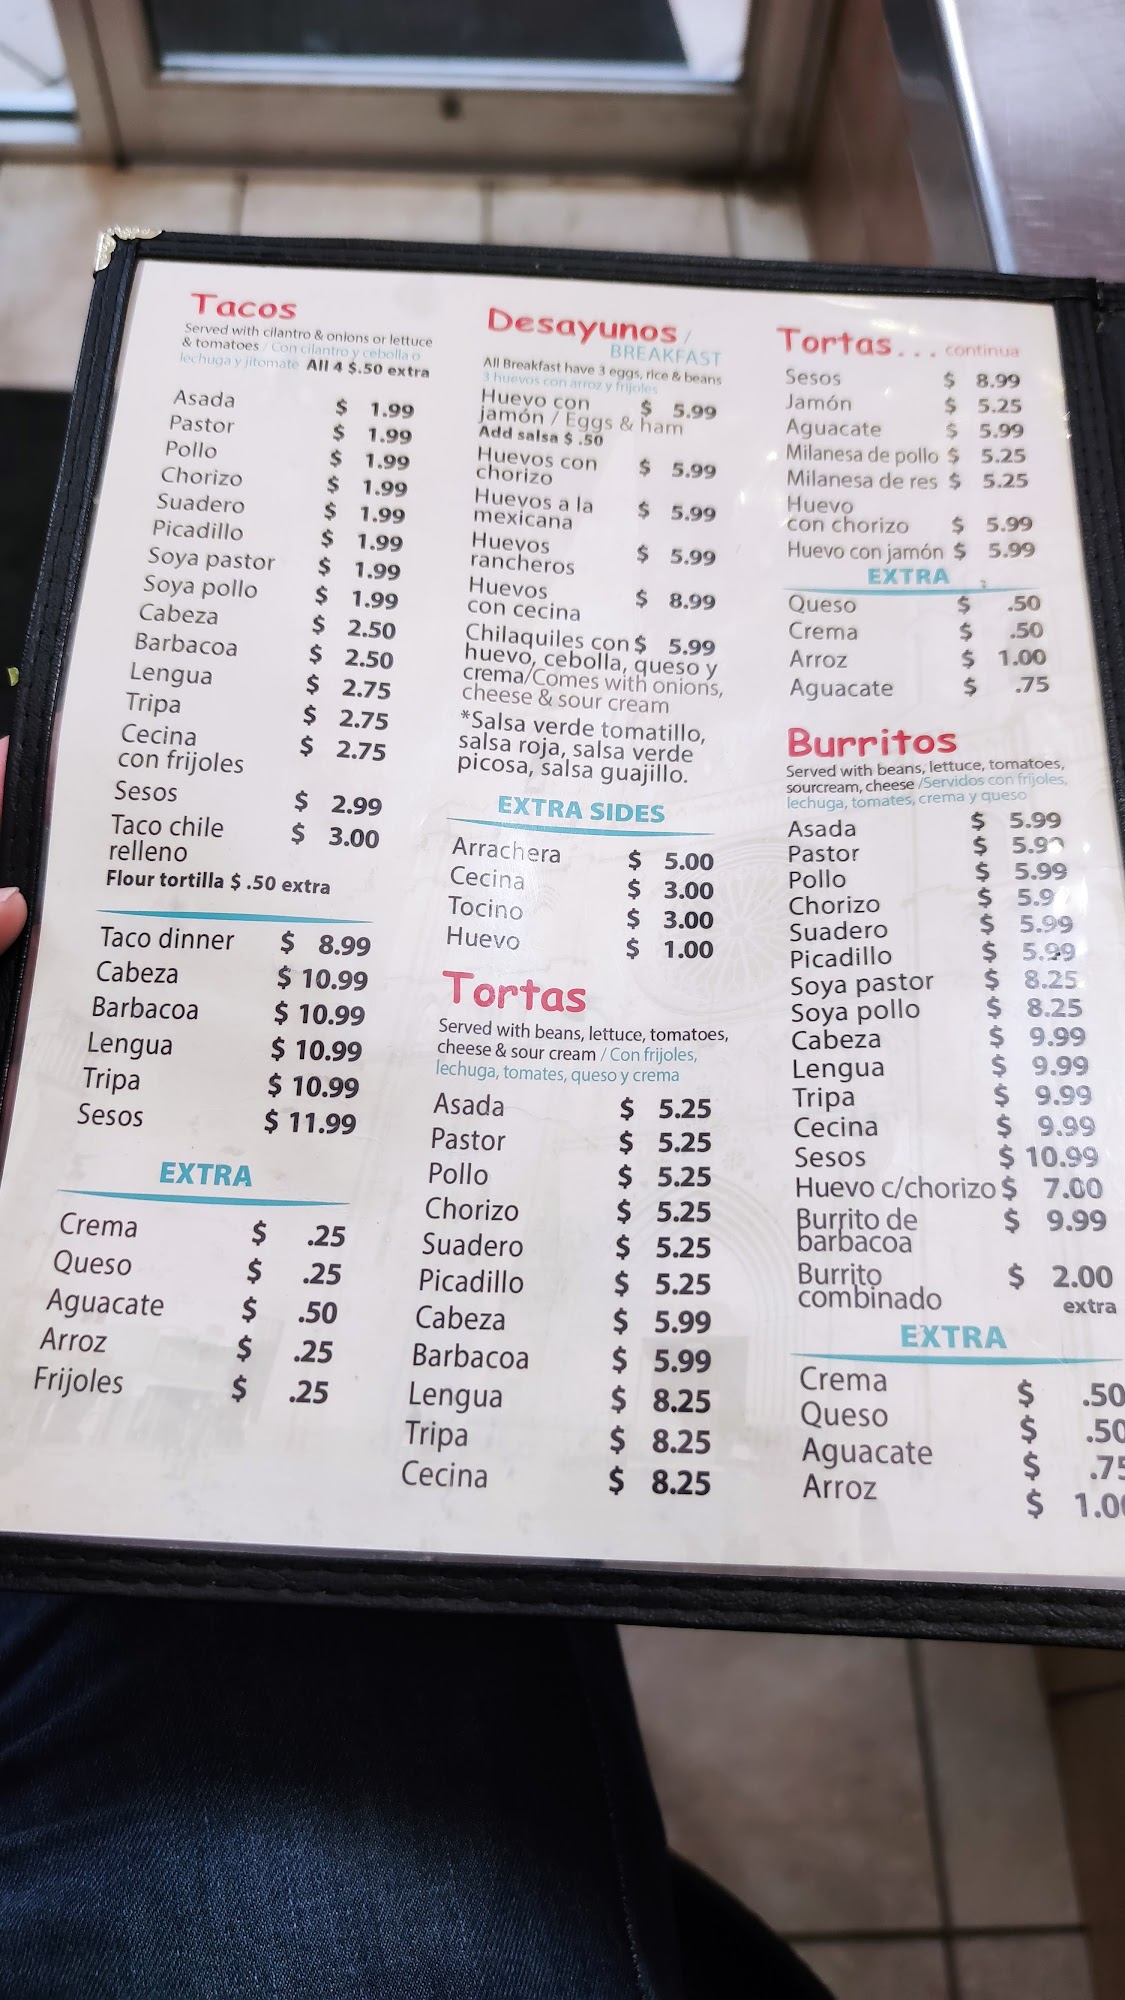 Tacos
Served with cilantro & onions or lettuce
& tomatoes / Con cilantro y cebolla o
lechuga y jitomate All 4 $.50 extra
Asada $ 1.99
Pastor $ 1.99
Pollo $ 1.99
Chorizo $ 1.99
Suadero $ 1.99
Picadillo $ 1.99
Soya pastor $ 1.99
Soya pollo $ 1.99
Cabeza $ 2.50
Barbacoa $ 2.50
Lengua $ 2.75
Tripa $ 2.75
Cecina $ 2.75
con frijoles
Sesos $ 2.99
Taco chile $ 3.00
relleno
Flour tortilla $ .50 extra
Taco dinner $ 8.99
Cabeza $ 10.99
Barbacoa $ 10.99
Lengua $ 10.99
Tripa $ 10.99
Sesos $ 11.99
EXTRA
Crema $ .25
Queso $ .25
Aguacate $ .50
Arroz $ .25
Frijoles $ .25
Desayunos /
BREAKFAST
All Breakfast have 3 eggs, rice & beans
3 huevos con arroz y frijoles
Huevo con $ 5.99
jamón / Eggs & ham
Add salsa $ .50
Huevos con $ 5.99
chorizo
Huevos a la $ 5.99
mexicana
Huevos $ 5.99
rancheros
Huevos $ 8.99
con cecina
Chilaquiles con $ 5.99
huevo, cebolla, queso y
crema/Comes with onions,
cheese & sour cream
*Salsa verde tomatillo,
salsa roja, salsa verde
picosa, salsa guajillo.
EXTRA SIDES
Arrachera $ 5.00
Cecina $ 3.00
Tocino $ 3.00
Huevo $ 1.00
Tortas
Served with beans, lettuce, tomatoes,
cheese & sour cream / Con frijoles,
lechuga, tomates, queso y crema
Asada $ 5.25
Pastor $ 5.25
Pollo $ 5.25
Chorizo $ 5.25
Suadero $ 5.25
Picadillo $ 5.25
Cabeza $ 5.99
Barbacoa $ 5.99
Lengua $ 8.25
Tripa $ 8.25
Cecina $ 8.25
Tortas... continua
Sesos $ 8.99
Jamón $ 5.25
Aguacate $ 5.99
Milanesa de pollo $ 5.25
Milanesa de res $ 5.25
Huevo
con chorizo $ 5.99
Huevo con jamón $ 5.99
EXTRA
Queso $ .50
Crema $ .50
Arroz $ 1.00
Aguacate $ .75
Burritos
Served with beans, lettuce, tomatoes,
sourcream, cheese /Servidos con frijoles,
lechuga, tomates, crema y queso
Asada $ 5.99
Pastor $ 5.9
Pollo $ 5.99
Chorizo $ 5.9
Suadero $ 5.99
Picadillo $ 5.99
Soya pastor $ 8.25
Soya pollo $ 8.25
Cabeza $ 9.99
Lengua $ 9.99
Tripa $ 9.99
Cecina $ 9.99
Sesos $ 10.99
Huevo c/chorizo $ 7.00
Burrito de $ 9.99
barbacoa
Burrito $ 2.00
combinado extra
EXTRA
Crema $ .50
Queso $ .50
Aguacate $ .75
Arroz $ 1.0